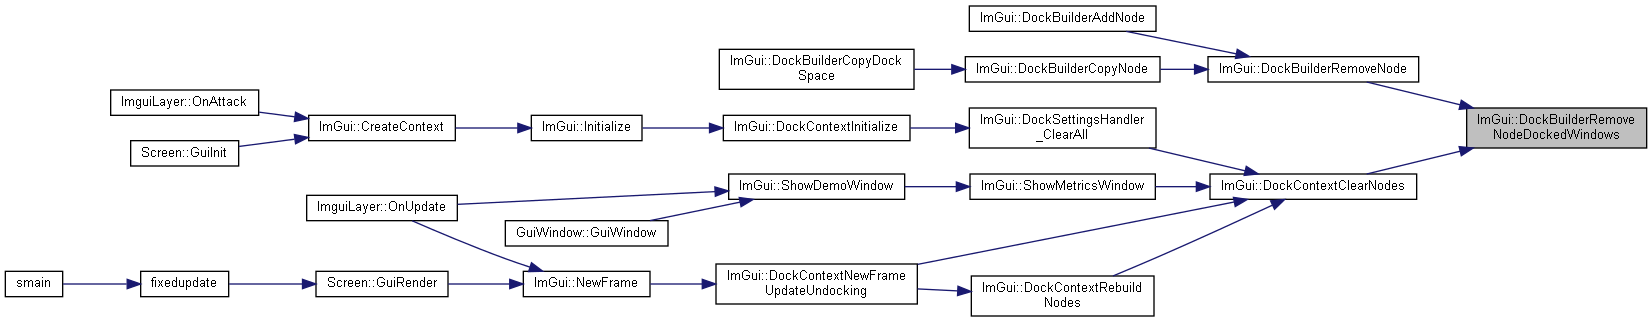 ImGui::DockBuilderAddNode
ImGui::DockBuilderCopyDock
Space
ImGui::DockBuilderCopyNode
ImGui::DockBuilderRemoveNode
ImguiLayer::OnAttack
ImGui::CreateContext
ImGui::Initialize
ImGui::DockContextInitialize
ImGui::DockSettingsHandler
_ClearAll
ImGui::DockBuilderRemove
NodeDockedWindows
Screen::GuiInit
ImguiLayer::OnUpdate
ImGui::ShowDemoWindow
ImGui::ShowMetricsWindow
ImGui::DockContextClearNodes
GuiWindow::GuiWindow
smain
fixedupdate
Screen::GuiRender
ImGui::NewFrame
ImGui::DockContextNewFrame
UpdateUndocking
ImGui::DockContextRebuild
Nodes